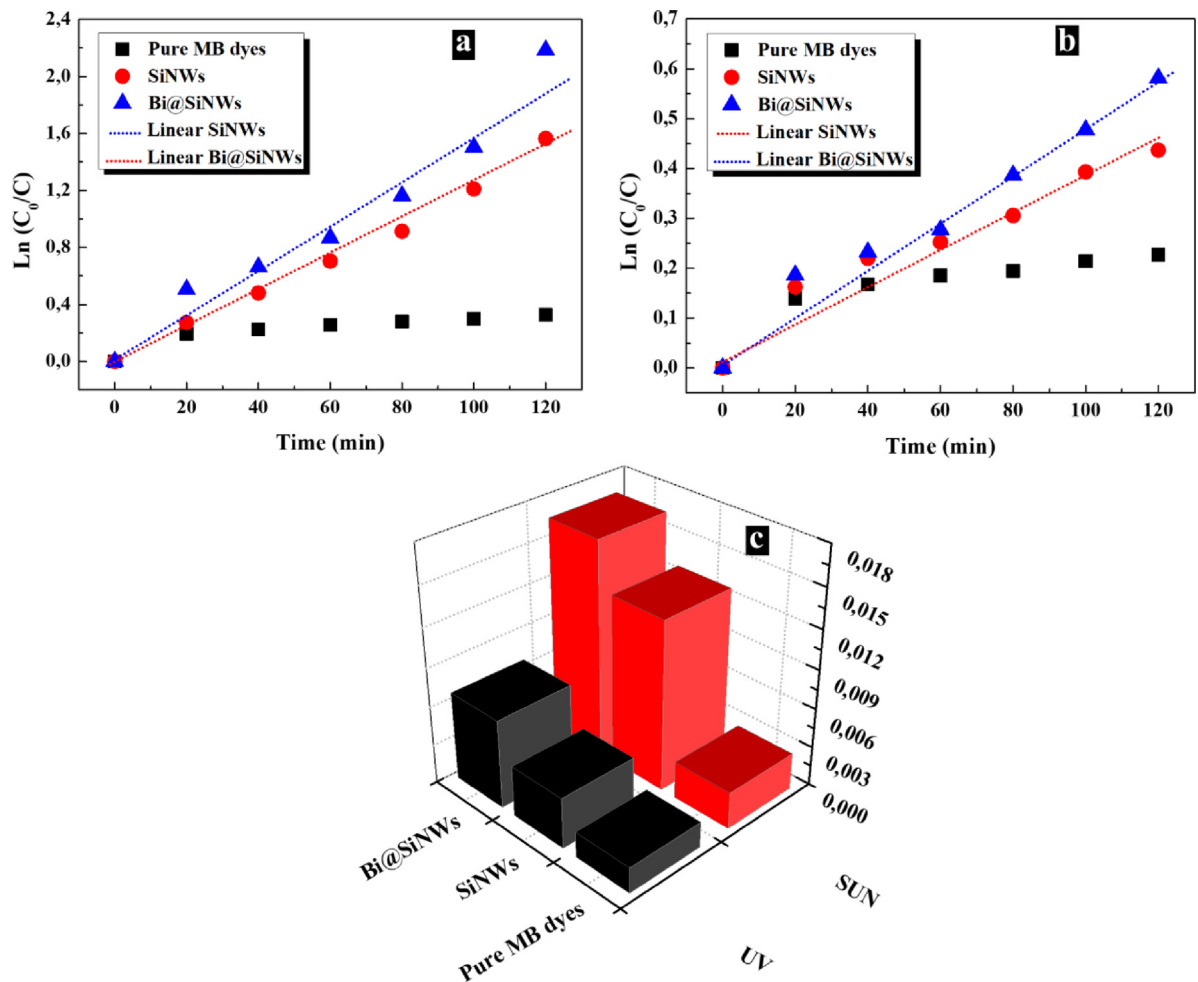 a
2,4
2,0
1,6
1,2
0,8
0,4
0,0
Ln (C0/C)
Pure MB dyes
SiNWs
Bi@SiNWs
Linear SiNWs
Linear Bi@SiNWs
0 20 40 60 80 100 120
Time (min)
b
0,7
0,6
0,5
0,4
0,3
0,2
0,1
0,0
Ln (C0/C)
Pure MB dyes
SiNWs
Bi@SiNWs
Linear SiNWs
Linear Bi@SiNWs
0 20 40 60 80 100 120
Time (min)
c
0,018
0,015
0,012
0,009
0,006
0,003
0,000
Bi@SiNWs
SiNWs
Pure MB dyes
SUN
UV